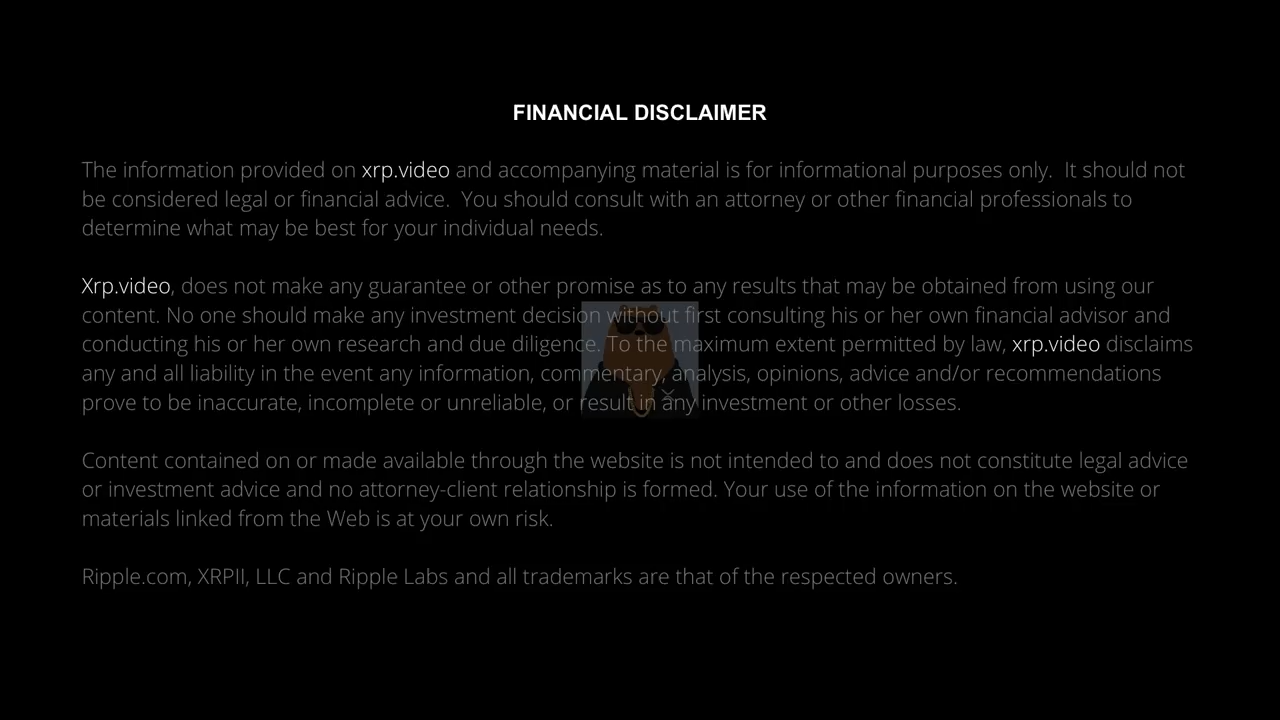 FINANCIAL DISCLAIMER
The information provided on xrp.video and accompanying material is for informational purposes only.  It should not
be considered legal or financial advice.  You should consult with an attorney or other financial professionals to
determine what may be best for your individual needs.
Xrp.video, does not make any guarantee or other promise as to any results that may be obtained from using our
content. No one should make any investment decision without first consulting his or her own financial advisor and
conducting his or her own research and due diligence. To the maximum extent permitted by law, xrp.video disclaims
any and all liability in the event any information, commentary, analysis, opinions, advice and/or recommendations
prove to be inaccurate, incomplete or unreliable, or result in any investment or other losses.
Content contained on or made available through the website is not intended to and does not constitute legal advice
or investment advice and no attorney-client relationship is formed. Your use of the information on the website or
materials linked from the Web is at your own risk.
Ripple.com, XRPII, LLC and Ripple Labs and all trademarks are that of the respected owners.